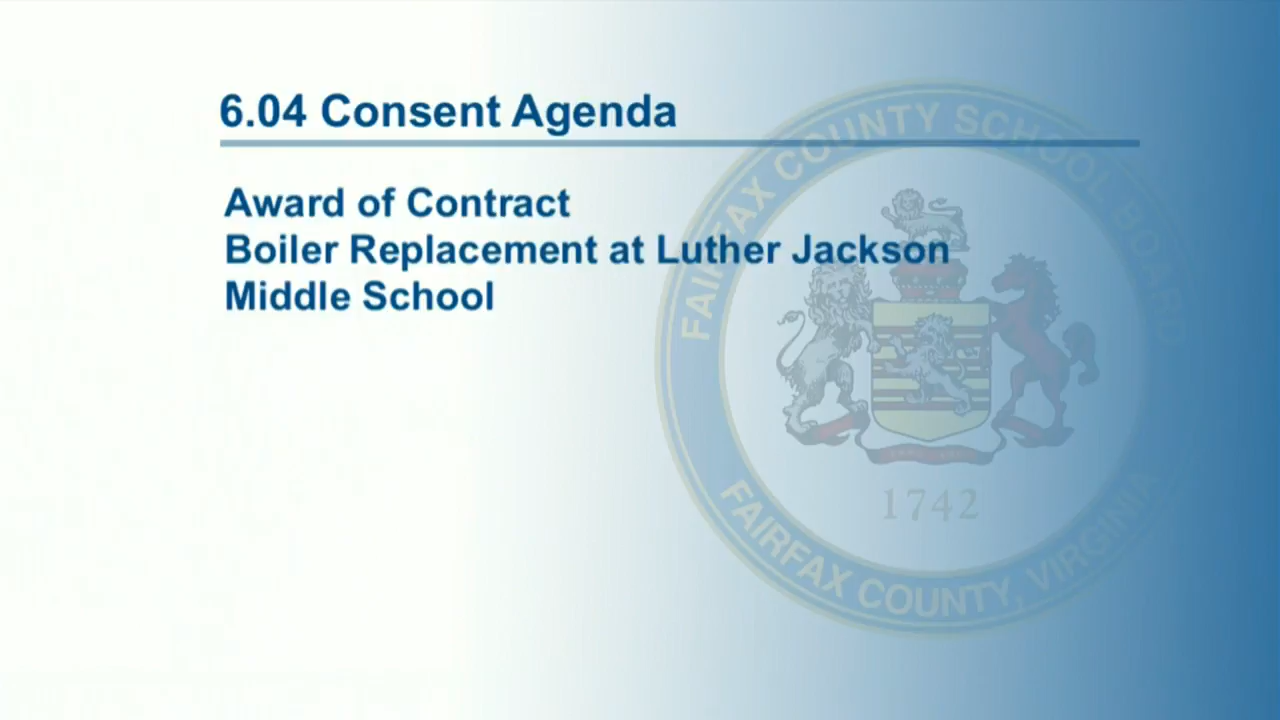 6.04 Consent Agenda
Award of Contract
Boiler Replacement at Luther Jackson
Middle School
FAIRFAX COUNTY SCHOOL BOARD
1742
FAIRFAX COUNTY, VIRGINIA